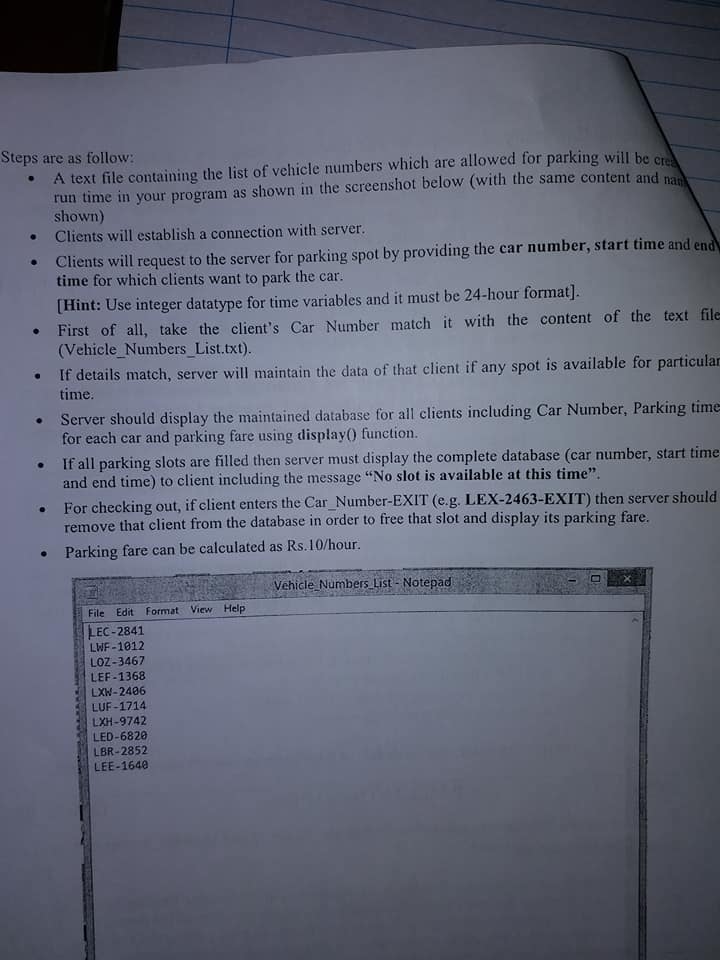 Steps are as follow:
• A text file containing the list of vehicle numbers which are allowed for parking will be
run time in your program as shown in the screenshot below (with the same content and
shown)
• Clients will establish a connection with server.
• Clients will request to the server for parking spot by providing the car number, start time and end
time for which clients want to park the car.
[Hint: Use integer datatype for time variables and it must be 24-hour format].
• First of all, take the client's Car Number match it with the content of the text file
(Vehicle_Numbers_List.txt).
• If details match, server will maintain the data of that client if any spot is available for particular
time.
• Server should display the maintained database for all clients including Car Number, Parking time
for each car and parking fare using display() function.
• If all parking slots are filled then server must display the complete database (car number, start time
and end time) to client including the message “No slot is available at this time”.
• For checking out, if client enters the Car_Number-EXIT (e.g. LEX-2463-EXIT) then server should
remove that client from the database in order to free that slot and display its parking fare.
• Parking fare can be calculated as Rs.10/hour.
Vehicle_Numbers_List - Notepad
File Edit Format View Help
LEC-2841
LWF-1012
LOZ-3467
LEF-1368
LXW-2406
LUF-1714
LXH-9742
LED-6820
LBR-2852
LEE-1640